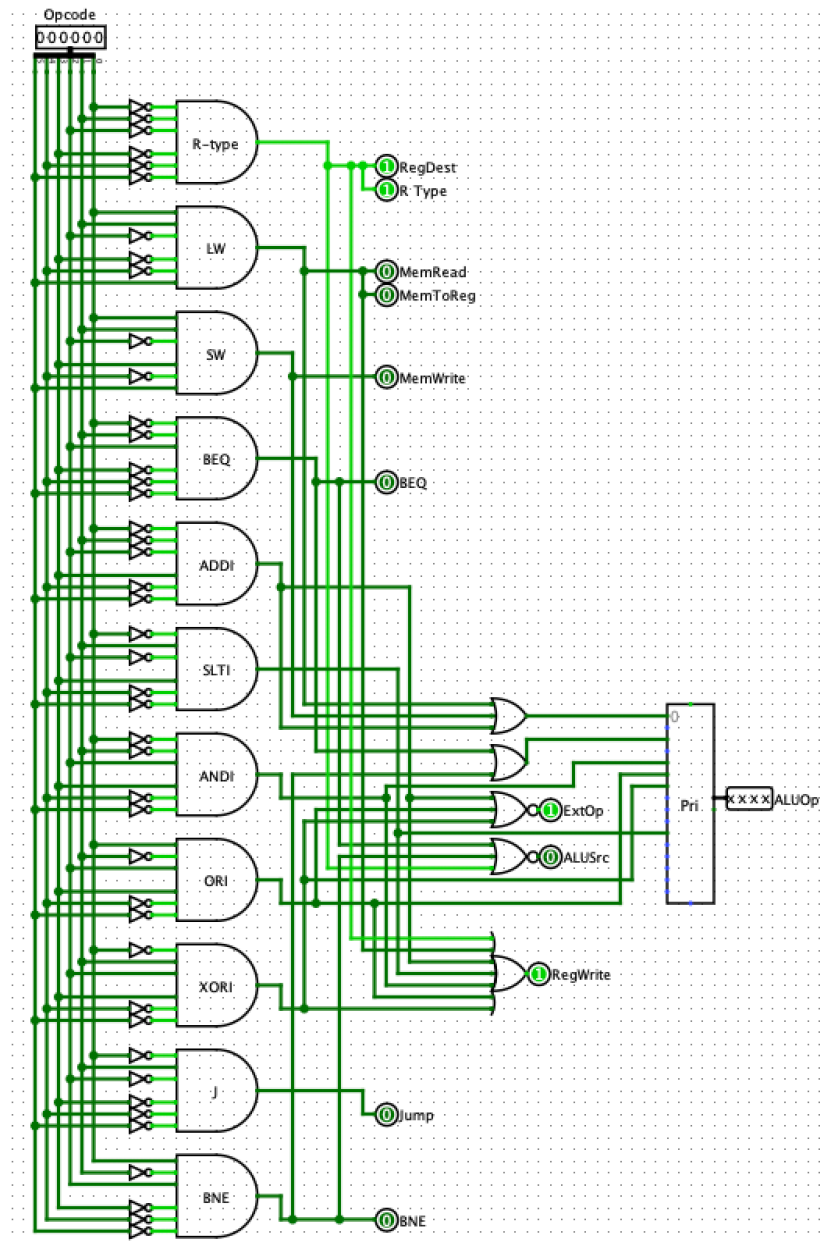 Opcode
000000
R-type
1 RegDest
1 R Type
LW
0 MemRead
0 MemToReg
SW
0 MemWrite
BEQ
0 BEQ
ADDI
SLTI
0
ANDI
Pri
xxxx ALUOp
1 ExtOp
0 ALUSrc
ORI
1 RegWrite
XORI
J
0 Jump
BNE
0 BNE